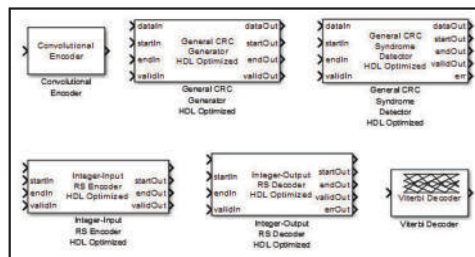 Convolutional
Encoder
Convolutional
Encoder
dataIn
startIn
endIn
validIn
General CRC
Generator
HDL Optimized
dataOut
startOut
endOut
validOut
General CRC
Generator
HDL Optimized
dataIn
startIn
endIn
validIn
General CRC
Syndrome
Detector
HDL Optimized
dataOut
startOut
endOut
validOut
err
General CRC
Syndrome
Detector
HDL Optimized
startIn
endIn
validIn
Integer-Input
RS Encoder
HDL Optimized
startOut
endOut
validOut
Integer-Input
RS Encoder
HDL Optimized
startIn
endIn
validIn
Integer-Output
RS Decoder
HDL Optimized
startOut
endOut
validOut
errOut
Integer-Output
RS Decoder
HDL Optimized
Viterbi Decoder
Viterbi Decoder